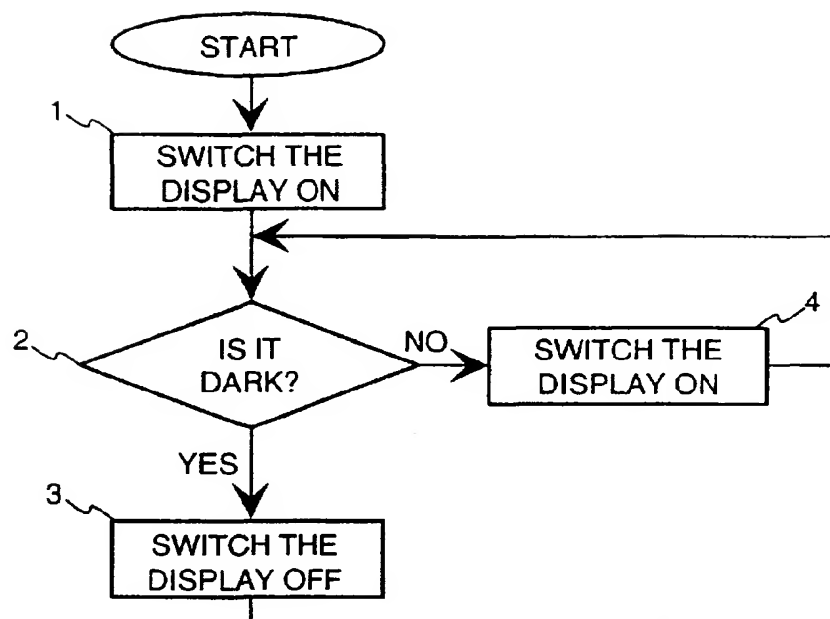 START
1
SWITCH THE
DISPLAY ON
2
IS IT
DARK?
NO
4
SWITCH THE
DISPLAY ON
YES
3
SWITCH THE
DISPLAY OFF